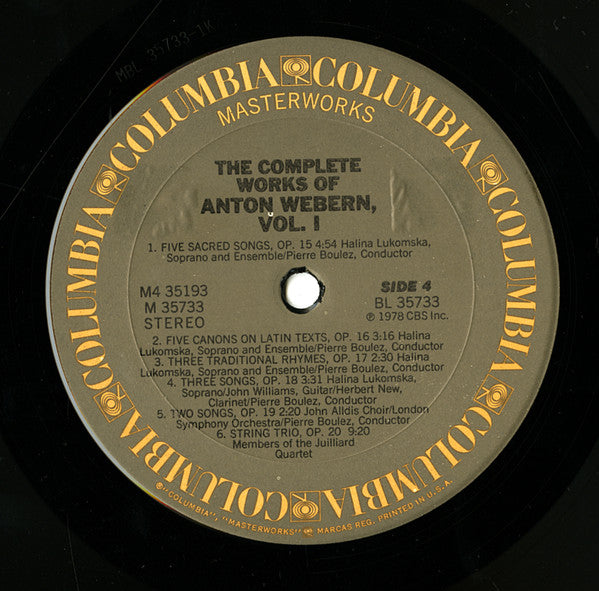 MBL 35733-1K
COLUMBIA COLUMBIA COLUMBIA COLUMBIA COLUMBIA COLUMBIA
MASTERWORKS
THE COMPLETE
WORKS OF
ANTON WEBERN,
VOL. I
1. FIVE SACRED SONGS, OP. 15 4:54 Halina Lukomska,
Soprano and Ensemble/Pierre Boulez, Conductor
M4 35193
M 35733
STEREO
SIDE 4
BL 35733
℗ 1978 CBS Inc.
2. FIVE CANONS ON LATIN TEXTS, OP. 16 3:16 Halina
Lukomska, Soprano and Ensemble/Pierre Boulez, Conductor
3. THREE TRADITIONAL RHYMES, OP. 17 2:30 Halina
Lukomska, Soprano and Ensemble/Pierre Boulez, Conductor
4. THREE SONGS, OP. 18 3:31 Halina Lukomska,
Soprano/John Williams, Guitar/Herbert New,
Clarinet/Pierre Boulez, Conductor
5. TWO SONGS, OP. 19 2:20 John Alldis Choir/London
Symphony Orchestra/Pierre Boulez, Conductor
6. STRING TRIO, OP. 20 9:20
Members of the Juilliard
Quartet
"COLUMBIA", "MASTERWORKS" MARCAS REG. PRINTED IN U.S.A.